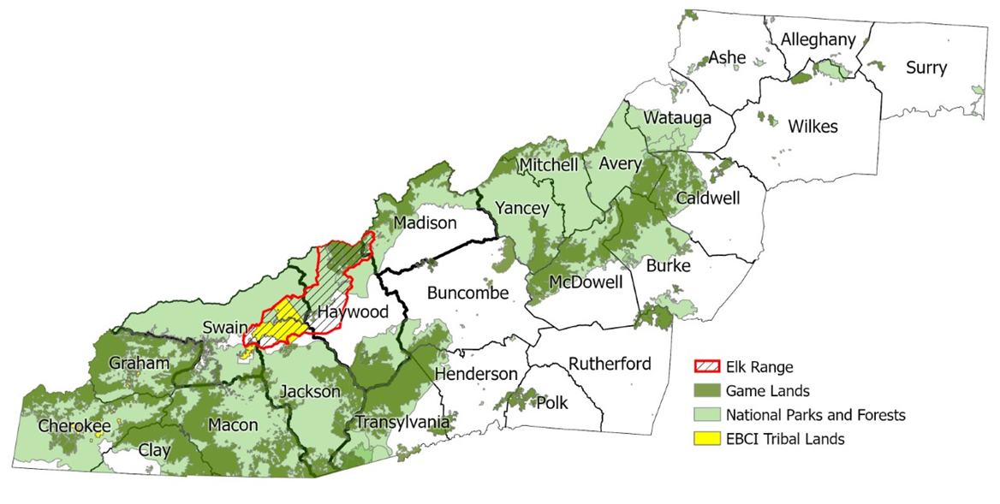 Alleghany
Ashe
Surry
Watauga
Wilkes
Mitchell
Avery
Caldwell
Yancey
Madison
Burke
McDowell
Buncombe
Haywood
Swain
Graham
Rutherford
Henderson
Jackson
Polk
Transylvania
Cherokee
Macon
Clay
Elk Range
Game Lands
National Parks and Forests
EBCI Tribal Lands